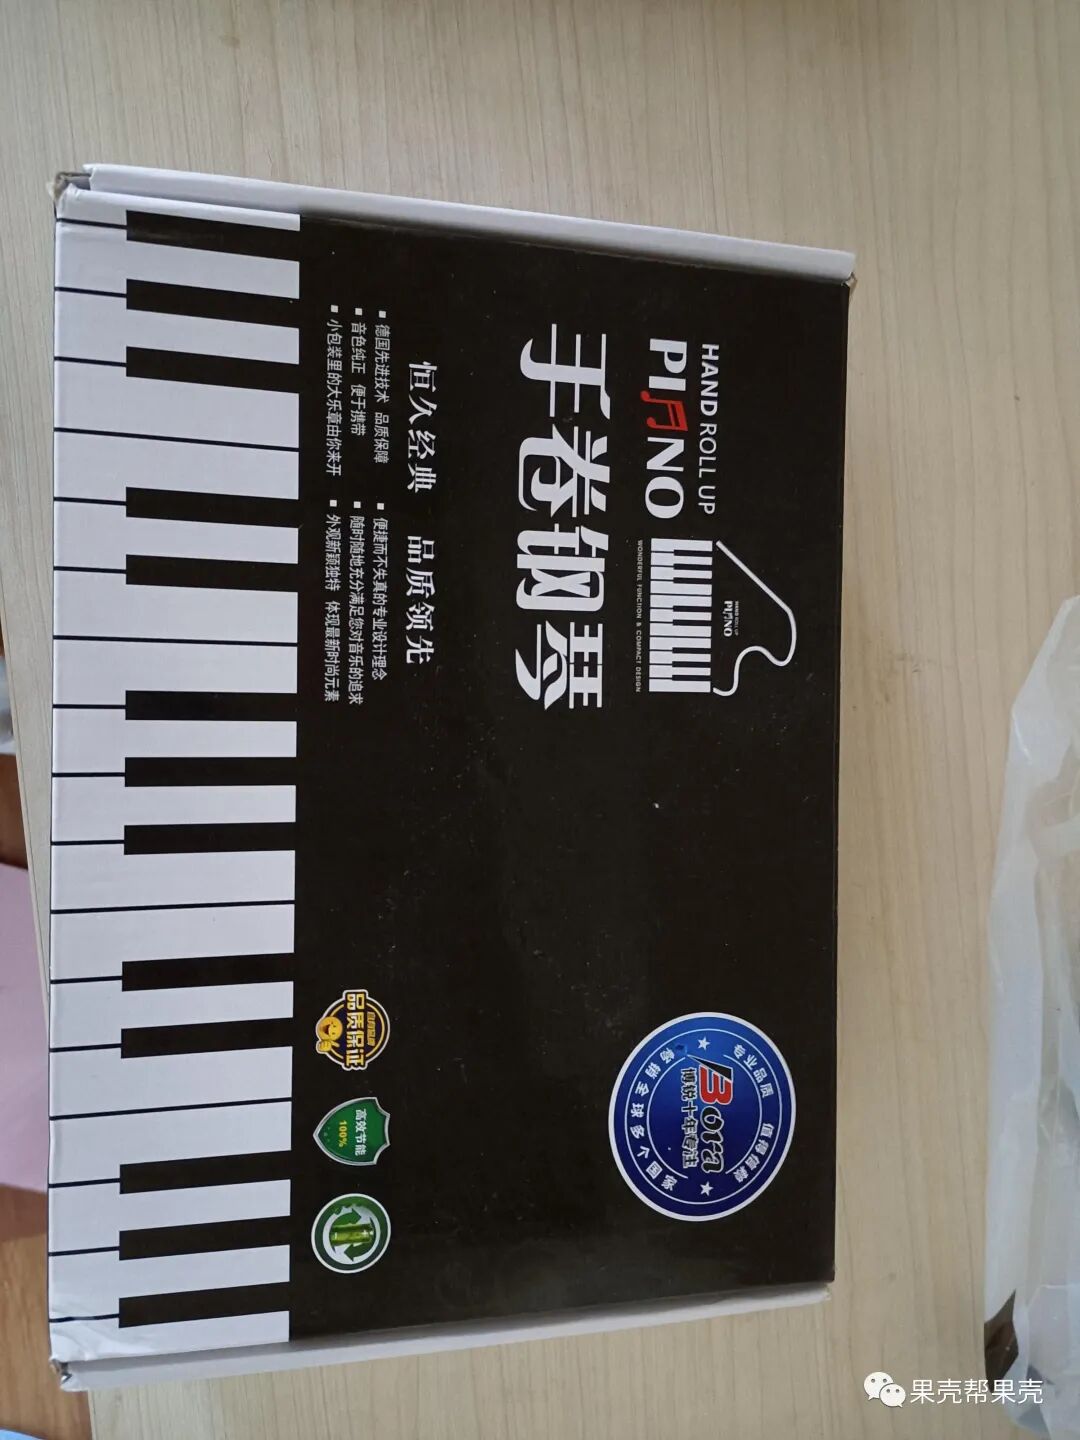 HAND ROLL UP
PIANO
WONDERFUL FUNCTION & COMPACT DESIGN
HAND ROLL UP
PIANO
手卷钢琴
恒久经典 品质领先
■ 德国先进技术 品质保障
■ 音色纯正 便于携带
■ 小包装里的大乐章由你来开
■ 便捷而不失真的专业设计理念
■ 随时随地充分满足您对音乐的追求
■ 外观新颖独特 体现最新时尚元素
专业品质 值得信赖
Bora
博锐十年专注
★ 畅销全球多个国家 ★
品质保证
高效节能
100%
果壳帮果壳